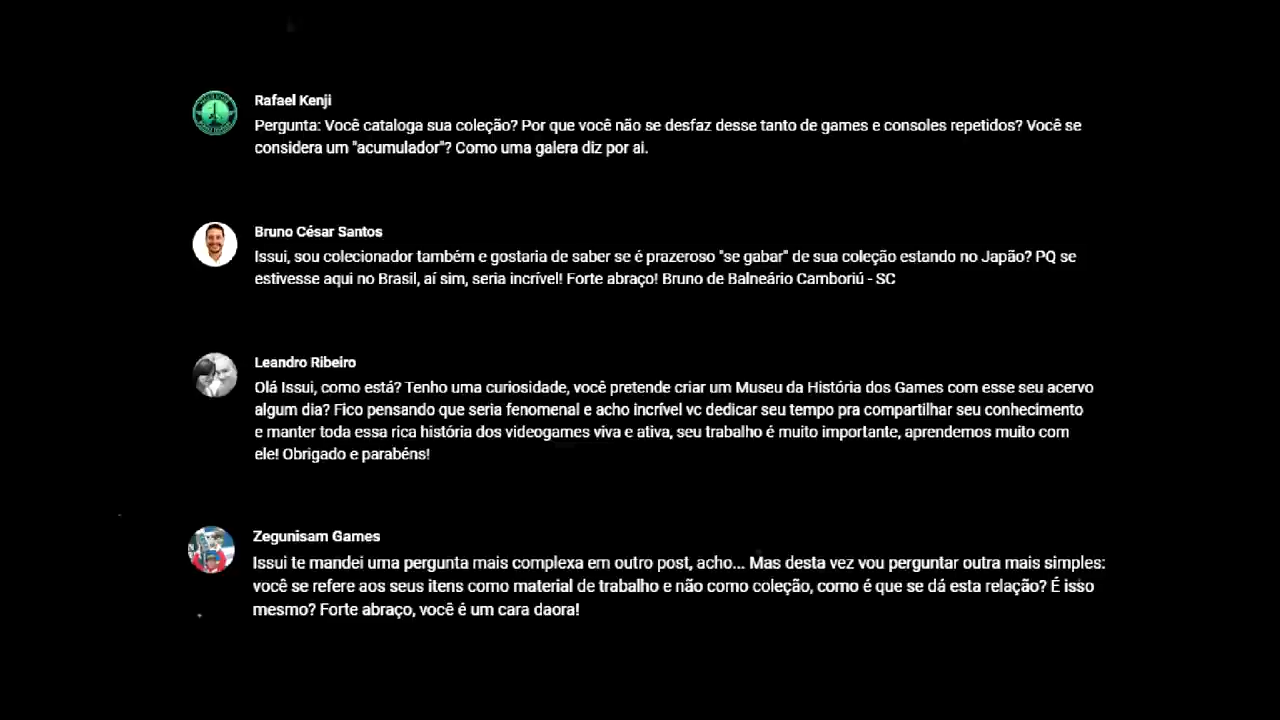 Rafael Kenji
Pergunta: Você cataloga sua coleção? Por que você não se desfaz desse tanto de games e consoles repetidos? Você se
considera um "acumulador"? Como uma galera diz por ai.
Bruno César Santos
Issui, sou colecionador também e gostaria de saber se é prazeroso "se gabar" de sua coleção estando no Japão? PQ se
estivesse aqui no Brasil, aí sim, seria incrível! Forte abraço! Bruno de Balneário Camboriú - SC
Leandro Ribeiro
Olá Issui, como está? Tenho uma curiosidade, você pretende criar um Museu da História dos Games com esse seu acervo
algum dia? Fico pensando que seria fenomenal e acho incrível vc dedicar seu tempo pra compartilhar seu conhecimento
e manter toda essa rica história dos videogames viva e ativa, seu trabalho é muito importante, aprendemos muito com
ele! Obrigado e parabéns!
Zegunisam Games
Issui te mandei uma pergunta mais complexa em outro post, acho... Mas desta vez vou perguntar outra mais simples:
você se refere aos seus itens como material de trabalho e não como coleção, como é que se dá esta relação? É isso
mesmo? Forte abraço, você é um cara daora!